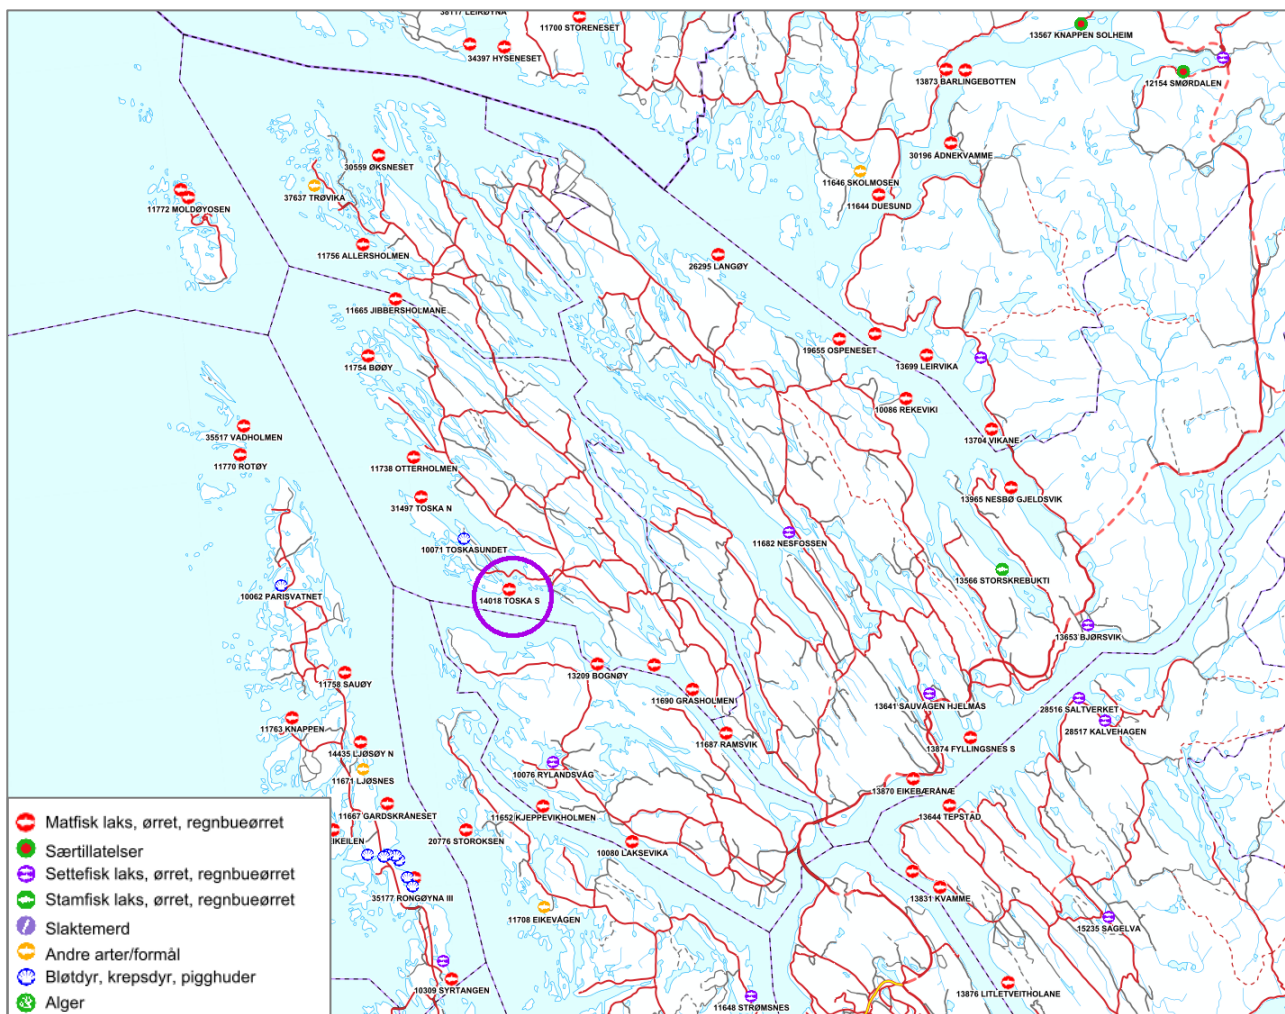 38117 LEIRØYNA
11700 STORENESET
34397 HYSENESET
13567 KNAPPEN SOLHEIM
13873 BARLINGEBOTTEN
12154 SMØRDALEN
30196 ÅDNEKVAMME
30559 ØKSNESET
11646 SKOLMOSEN
37637 TRØVIKA
11644 DUESUND
11772 MOLDØYOSEN
11756 ALLERSHOLMEN
26295 LANGØY
11665 JIBBERSHOLMANE
19655 OSPENESET
13699 LEIRVIKA
11754 BØØY
10086 REKEVIKI
35517 VADHOLMEN
13704 VIKANE
11770 ROTØY
11738 OTTERHOLMEN
13965 NESBØ GJELDSVIK
31497 TOSKA N
11682 NESFOSSEN
10071 TOSKASUNDET
13566 STORSKREBUKTI
10062 PARISVATNET
14018 TOSKA S
13653 BJØRSVIK
13209 BOGNØY
11758 SAUØY
11690 GRASHOLMEN
13641 SAUVÅGEN HJELMÅS
28516 SALTVERKET
11763 KNAPPEN
28517 KALVEHAGEN
11687 RAMSVIK
14435 LJØSØY N
13874 FYLLINGSNES S
10076 RYLANDSVÅG
11671 LJØSNES
13870 EIKEBÆRÅNÆ
11667 GARDSKRÅNESET
11652 KJEPPEVIKHOLMEN
13644 TEPSTAD
IKEILEN
20776 STOROKSEN
10080 LAKSEVIKA
35177 RONGØYNA III
13831 KVAMME
11708 EIKEVÅGEN
15235 SAGELVA
10309 SYRTANGEN
13876 LITLETVEITHOLANE
11648 STRØMSNES
Matfisk laks, ørret, regnbueørret
Særtillatelser
Settefisk laks, ørret, regnbueørret
Stamfisk laks, ørret, regnbueørret
Slaktemerd
Andre arter/formål
Bløtdyr, krepsdyr, pigghuder
Alger